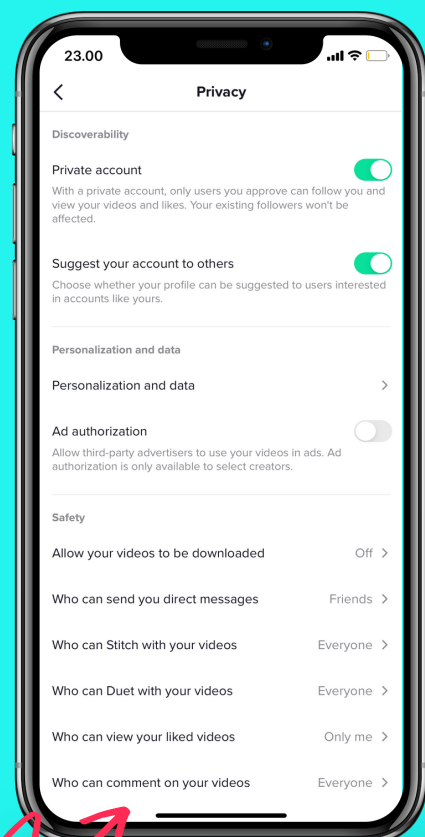 23.00
Privacy
Discoverability
Private account
With a private account, only users you approve can follow you and
view your videos and likes. Your existing followers won't be
affected.
Suggest your account to others
Choose whether your profile can be suggested to users interested
in accounts like yours.
Personalization and data
Personalization and data
Ad authorization
Allow third-party advertisers to use your videos in ads. Ad
authorization is only available to select creators.
Safety
Allow your videos to be downloaded Off
Who can send you direct messages Friends
Who can Stitch with your videos Everyone
Who can Duet with your videos Everyone
Who can view your liked videos Only me
Who can comment on your videos Everyone